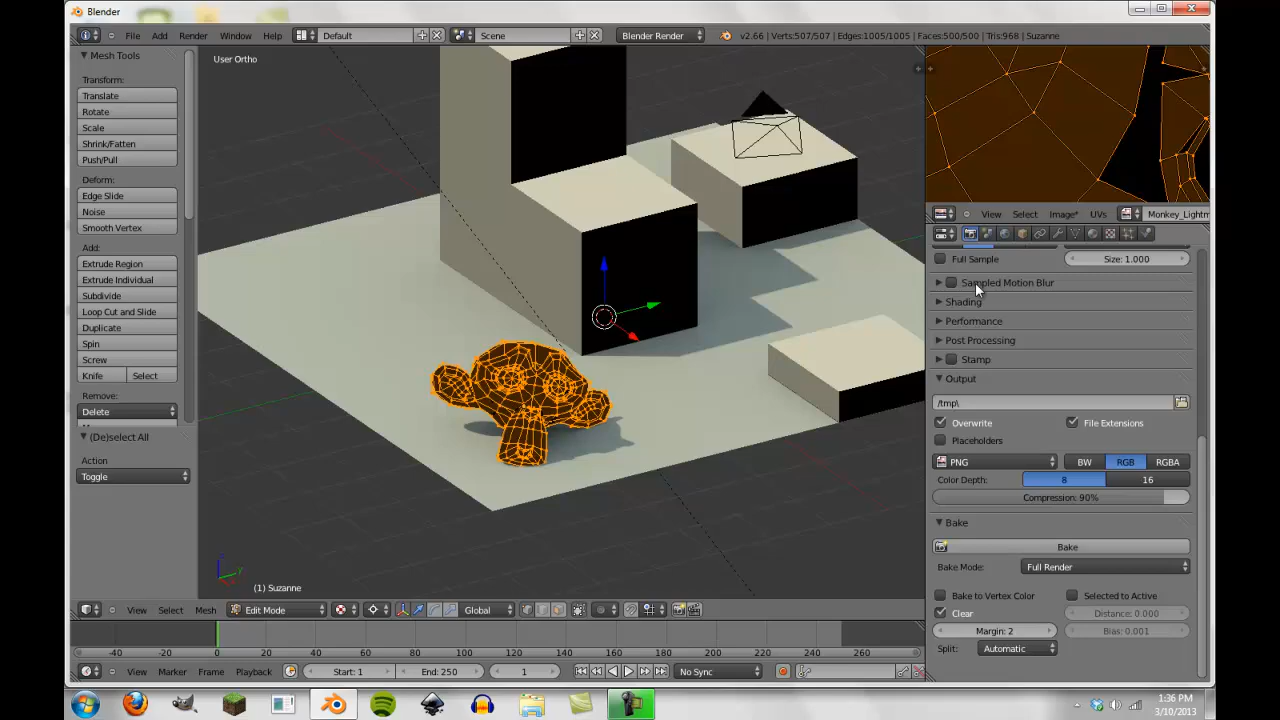 Blender
File Add Render Window Help Default Scene Blender Render v2.66 | Verts:507/507 | Edges:1005/1005 | Faces:500/500 | Tris:968 | Suzanne
Mesh Tools
Transform:
Translate
Rotate
Scale
Shrink/Fatten
Push/Pull
Deform:
Edge Slide
Noise
Smooth Vertex
Add:
Extrude Region
Extrude Individual
Subdivide
Loop Cut and Slide
Duplicate
Spin
Screw
Knife Select
Remove:
Delete
(De)select All
Action
Toggle
User Ortho
(1) Suzanne
View Select Mesh Edit Mode Global
-40 -20 0 20 40 60 80 100 120 140 160 180 200 220 240 260
View Marker Frame Playback Start: 1 End: 250 1 No Sync
View Select Image* UVs Monkey_Lightm
Full Sample Size: 1.000
Sampled Motion Blur
Shading
Performance
Post Processing
Stamp
Output
/tmp\
Overwrite File Extensions
Placeholders
PNG BW RGB RGBA
Color Depth: 8 16
Compression: 90%
Bake
Bake
Bake Mode: Full Render
Bake to Vertex Color Selected to Active
Clear Distance: 0.000
Margin: 2 Bias: 0.001
Split: Automatic
1:36 PM
3/10/2013